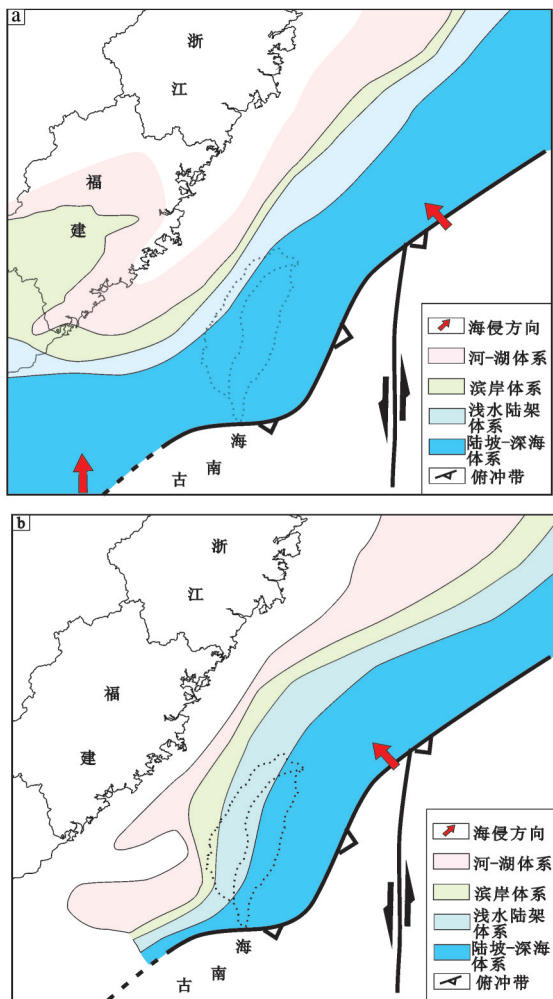 a
浙
江
福
建
海
南
古
海侵方向
河-湖体系
滨岸体系
浅水陆架
体系
陆坡-深海
体系
俯冲带
b
浙
江
福
建
海
南
古
海侵方向
河-湖体系
滨岸体系
浅水陆架
体系
陆坡-深海
体系
俯冲带